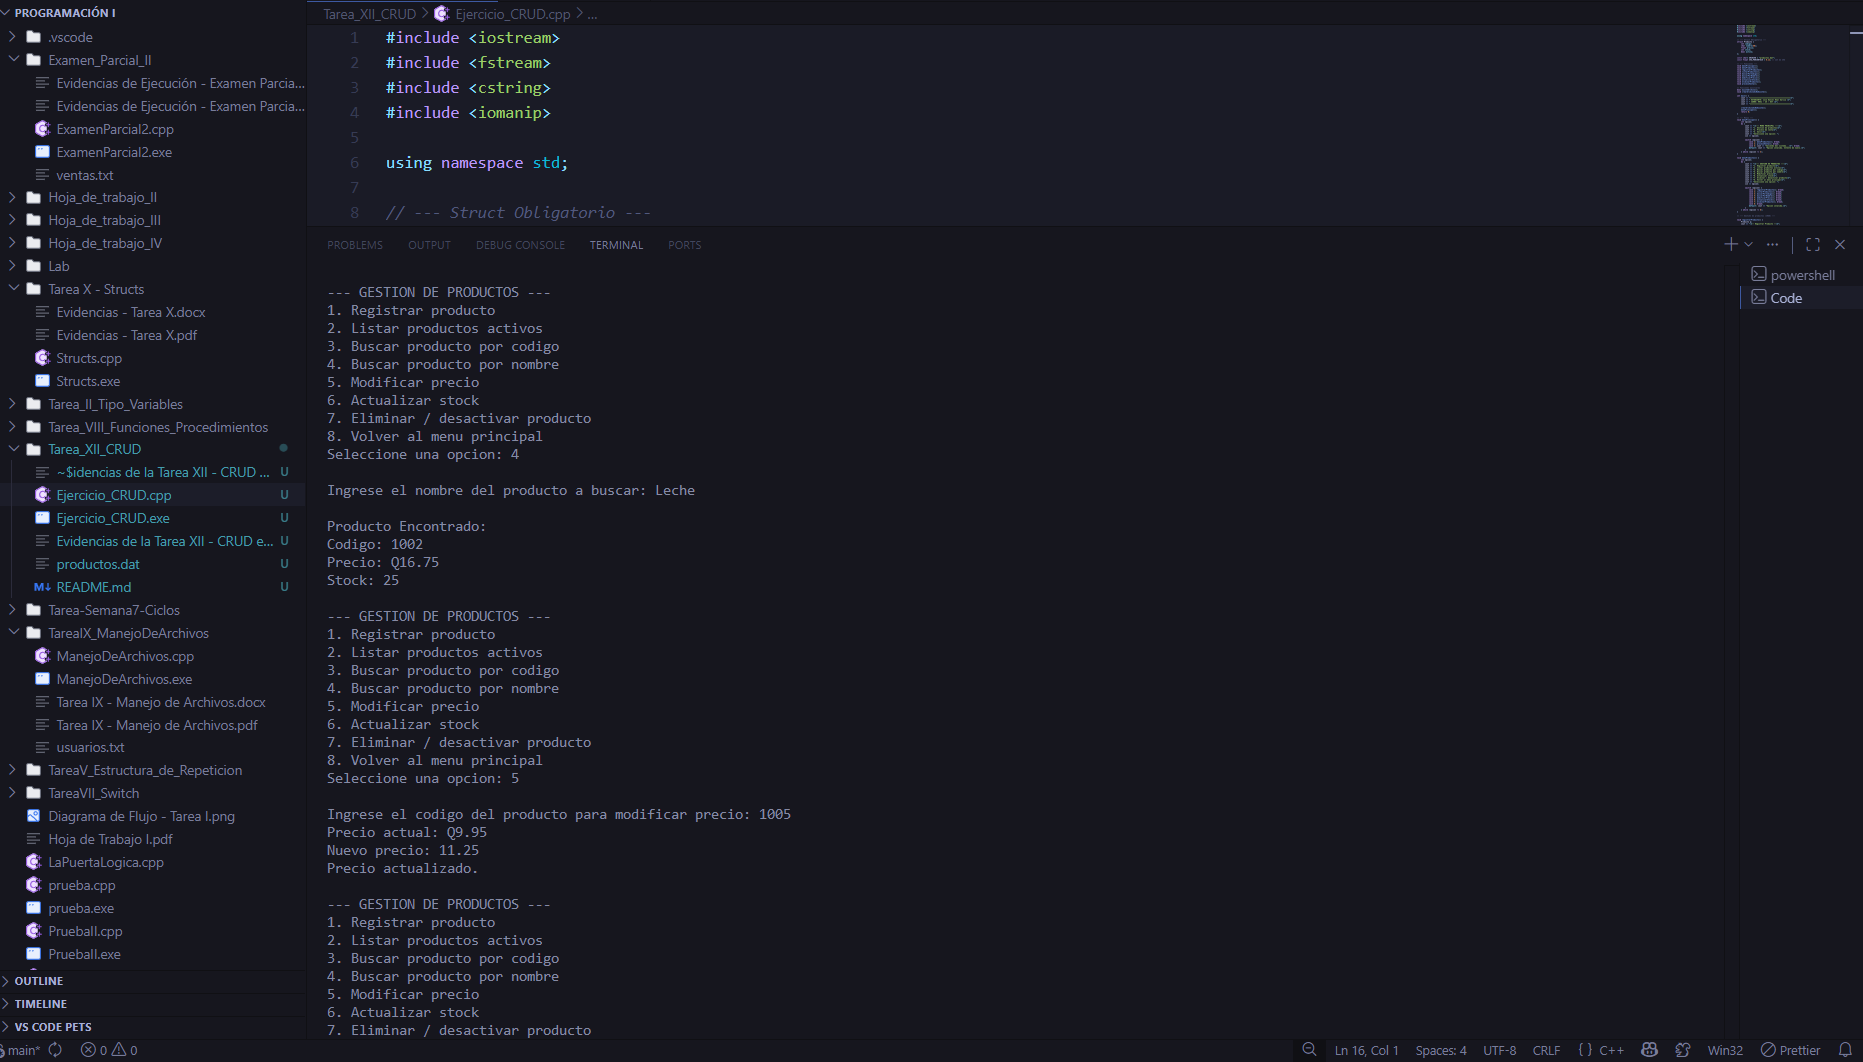 PROGRAMACIÓN I
.vscode
Examen_Parcial_II
Evidencias de Ejecución - Examen Parcia...
Evidencias de Ejecución - Examen Parcia...
ExamenParcial2.cpp
ExamenParcial2.exe
ventas.txt
Hoja_de_trabajo_II
Hoja_de_trabajo_III
Hoja_de_trabajo_IV
Lab
Tarea X - Structs
Evidencias - Tarea X.docx
Evidencias - Tarea X.pdf
Structs.cpp
Structs.exe
Tarea_II_Tipo_Variables
Tarea_VIII_Funciones_Procedimientos
Tarea_XII_CRUD
~$idencias de la Tarea XII - CRUD ... U
Ejercicio_CRUD.cpp U
Ejercicio_CRUD.exe U
Evidencias de la Tarea XII - CRUD e... U
productos.dat U
README.md U
Tarea-Semana7-Ciclos
TareaIX_ManejoDeArchivos
ManejoDeArchivos.cpp
ManejoDeArchivos.exe
Tarea IX - Manejo de Archivos.docx
Tarea IX - Manejo de Archivos.pdf
usuarios.txt
TareaV_Estructura_de_Repeticion
TareaVII_Switch
Diagrama de Flujo - Tarea I.png
Hoja de Trabajo I.pdf
LaPuertaLogica.cpp
prueba.cpp
prueba.exe
PruebaII.cpp
PruebaII.exe
OUTLINE
TIMELINE
VS CODE PETS
Tarea_XII_CRUD > Ejercicio_CRUD.cpp > ...
1 #include <iostream>
2 #include <fstream>
3 #include <cstring>
4 #include <iomanip>
5
6 using namespace std;
7
8 // --- Struct Obligatorio ---
PROBLEMS OUTPUT DEBUG CONSOLE TERMINAL PORTS
powershell
Code
--- GESTION DE PRODUCTOS ---
1. Registrar producto
2. Listar productos activos
3. Buscar producto por codigo
4. Buscar producto por nombre
5. Modificar precio
6. Actualizar stock
7. Eliminar / desactivar producto
8. Volver al menu principal
Seleccione una opcion: 4
Ingrese el nombre del producto a buscar: Leche
Producto Encontrado:
Codigo: 1002
Precio: Q16.75
Stock: 25
--- GESTION DE PRODUCTOS ---
1. Registrar producto
2. Listar productos activos
3. Buscar producto por codigo
4. Buscar producto por nombre
5. Modificar precio
6. Actualizar stock
7. Eliminar / desactivar producto
8. Volver al menu principal
Seleccione una opcion: 5
Ingrese el codigo del producto para modificar precio: 1005
Precio actual: Q9.95
Nuevo precio: 11.25
Precio actualizado.
--- GESTION DE PRODUCTOS ---
1. Registrar producto
2. Listar productos activos
3. Buscar producto por codigo
4. Buscar producto por nombre
5. Modificar precio
6. Actualizar stock
7. Eliminar / desactivar producto
main* 0 0 Ln 16, Col 1 Spaces: 4 UTF-8 CRLF { } C++ Win32 Prettier